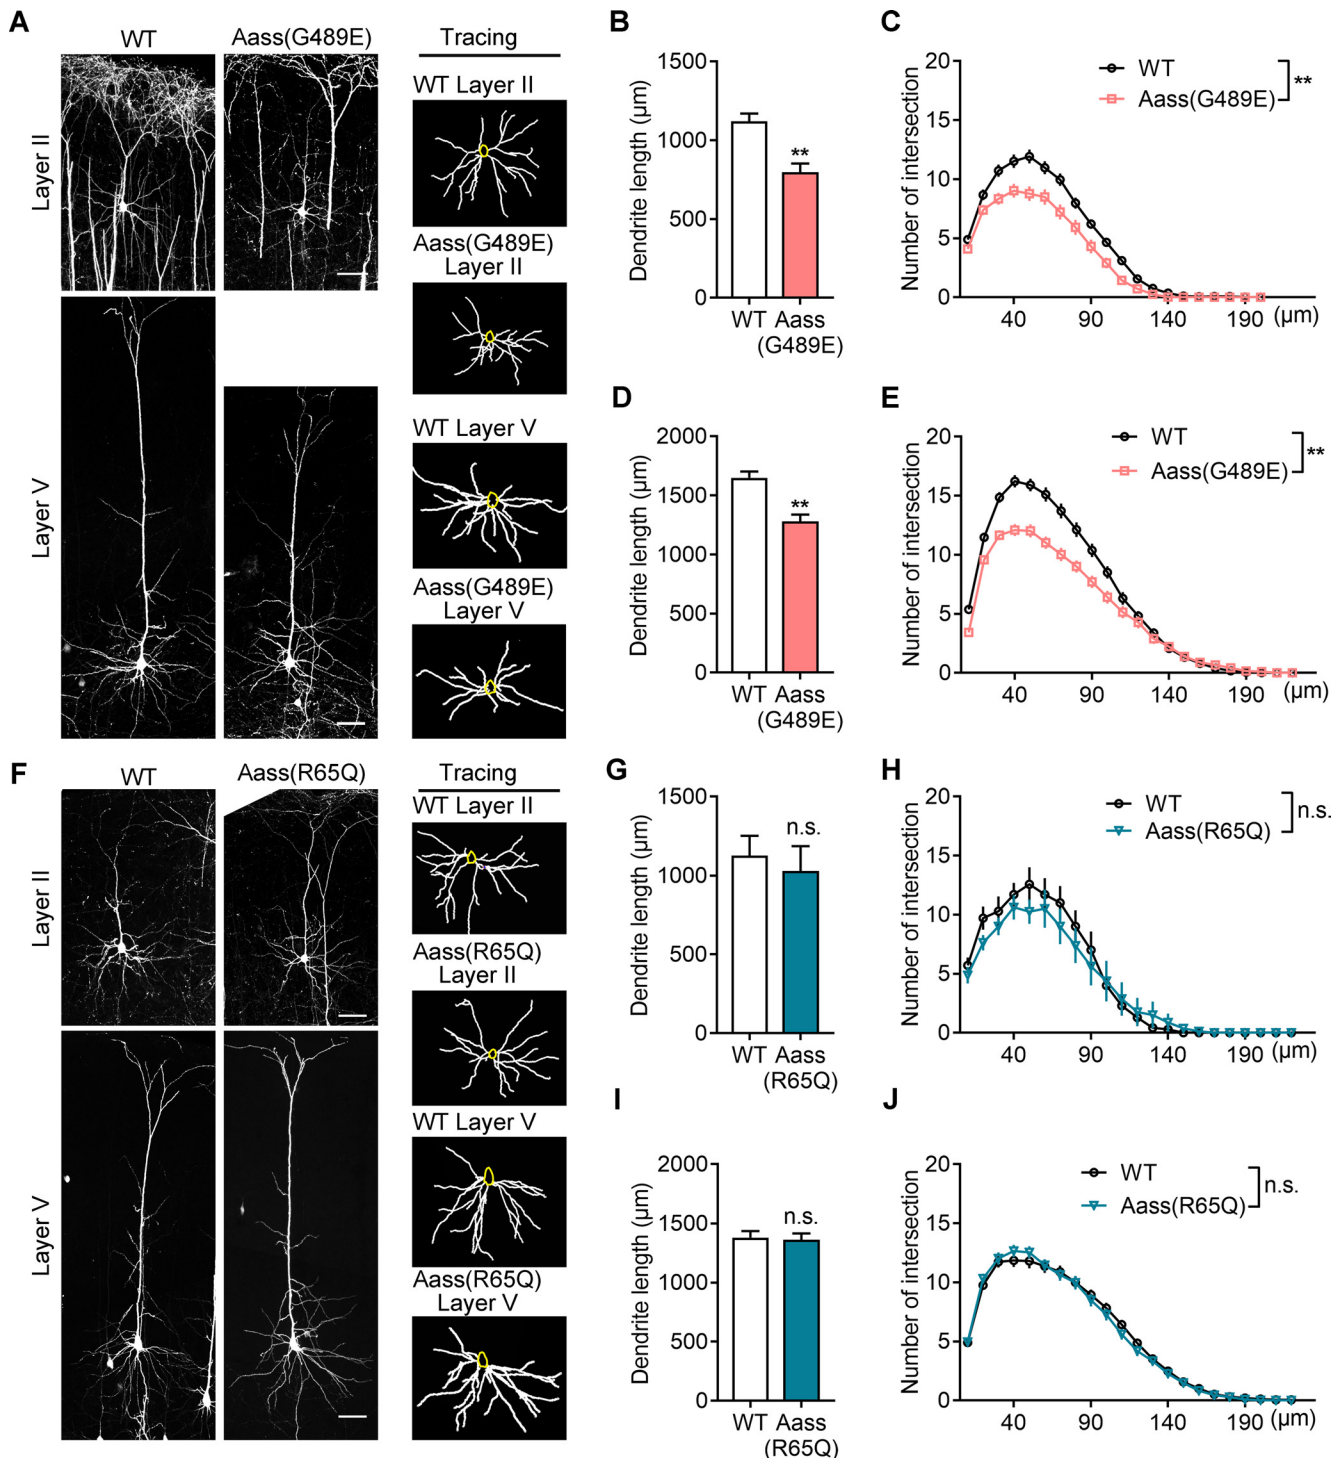 A
WT
Aass(G489E)
Tracing
Layer II
Layer V
WT Layer II
Aass(G489E)
Layer II
WT Layer V
Aass(G489E)
Layer V
B
Dendrite length (μm)
1500
1000
500
0
**
WT Aass
(G489E)
C
Number of intersection
20
15
10
5
0
WT
Aass(G489E)
**
40 90 140 190 (μm)
D
Dendrite length (μm)
2000
1500
1000
500
0
**
WT Aass
(G489E)
E
Number of intersection
20
15
10
5
0
WT
Aass(G489E)
**
40 90 140 190 (μm)
F
WT
Aass(R65Q)
Tracing
Layer II
Layer V
WT Layer II
Aass(R65Q)
Layer II
WT Layer V
Aass(R65Q)
Layer V
G
Dendrite length (μm)
1500
1000
500
0
n.s.
WT Aass
(R65Q)
H
Number of intersection
20
15
10
5
0
WT
Aass(R65Q)
n.s.
40 90 140 190 (μm)
I
Dendrite length (μm)
2000
1500
1000
500
0
n.s.
WT Aass
(R65Q)
J
Number of intersection
20
15
10
5
0
WT
Aass(R65Q)
n.s.
40 90 140 190 (μm)